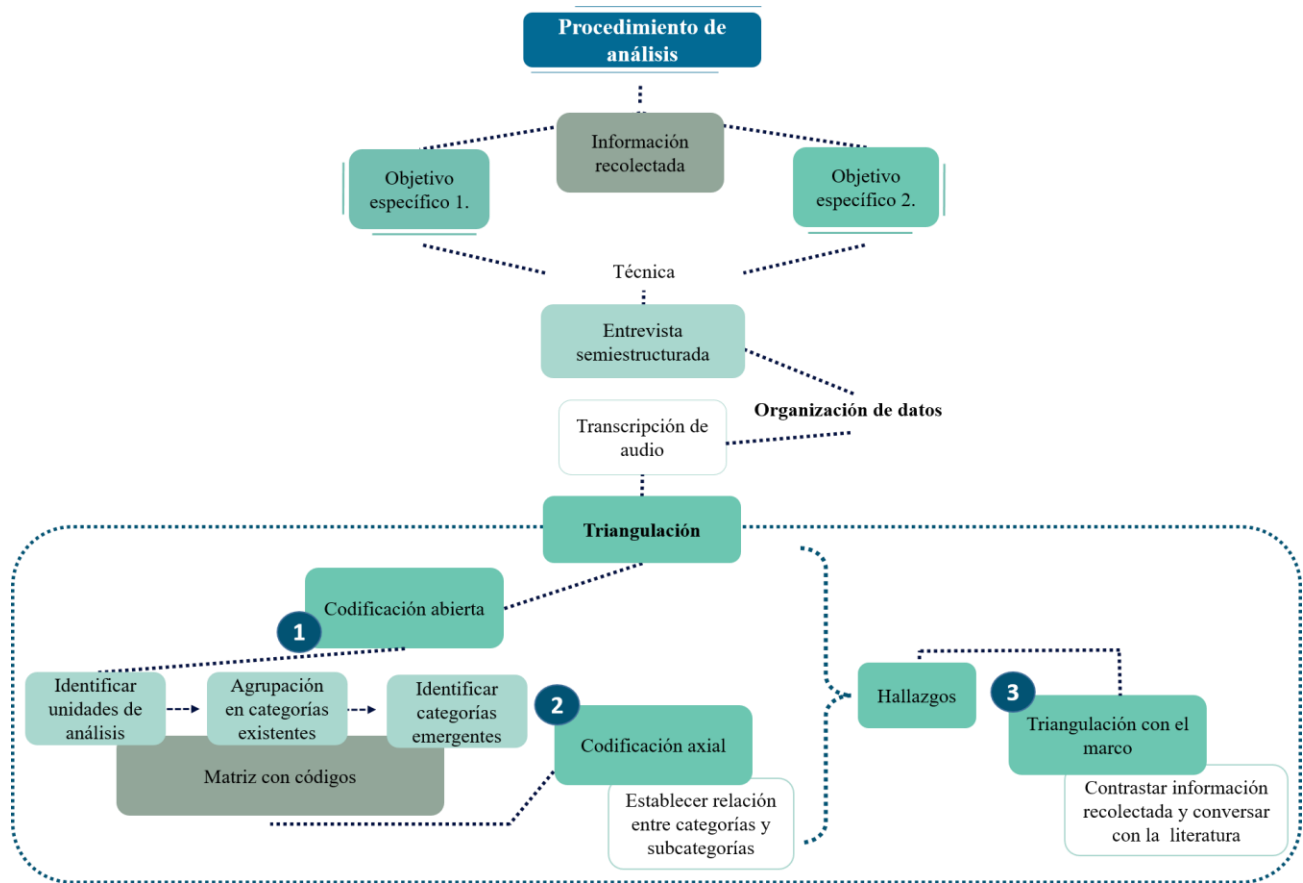 Procedimiento de
análisis
Información
recolectada
Objetivo
específico 1.
Objetivo
específico 2.
Técnica
Entrevista
semiestructurada
Organización de datos
Transcripción de
audio
Triangulación
Codificación abierta
1
Identificar
unidades de
análisis
Agrupación
en categorías
existentes
Identificar
categorías
emergentes
Matriz con códigos
2
Codificación axial
Establecer relación
entre categorías y
subcategorías
Hallazgos
3
Triangulación con el
marco
Contrastar información
recolectada y conversar
con la literatura